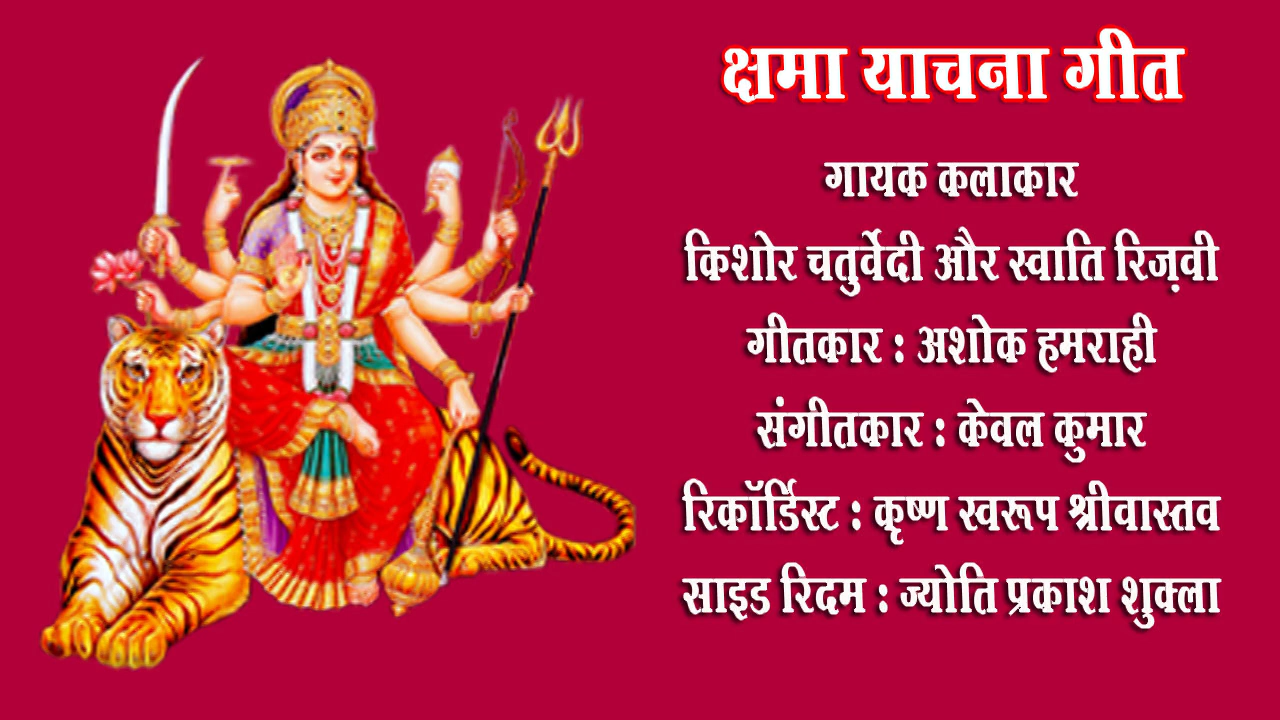 क्षमा याचना गीत
गायक कलाकार
किशोर चतुर्वेदी और स्वाति रिज़वी
गीतकार : अशोक हमराही
संगीतकार : केवल कुमार
रिकॉर्डिस्ट : कृष्ण स्वरूप श्रीवास्तव
साइड रिदम : ज्योति प्रकाश शुक्ला